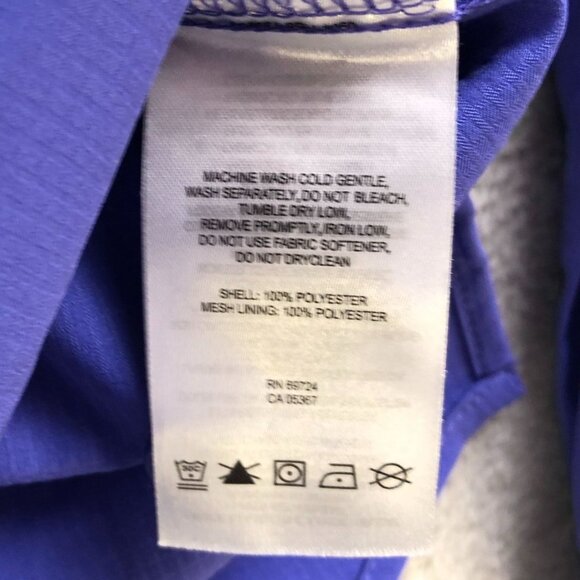 MACHINE WASH COLD GENTLE,
WASH SEPARATELY,DO NOT BLEACH,
TUMBLE DRY LOW,
REMOVE PROMPTLY,IRON LOW,
DO NOT USE FABRIC SOFTENER,
DO NOT DRYCLEAN
SHELL: 100% POLYESTER
MESH LINING: 100% POLYESTER
RN 69724
CA 05367